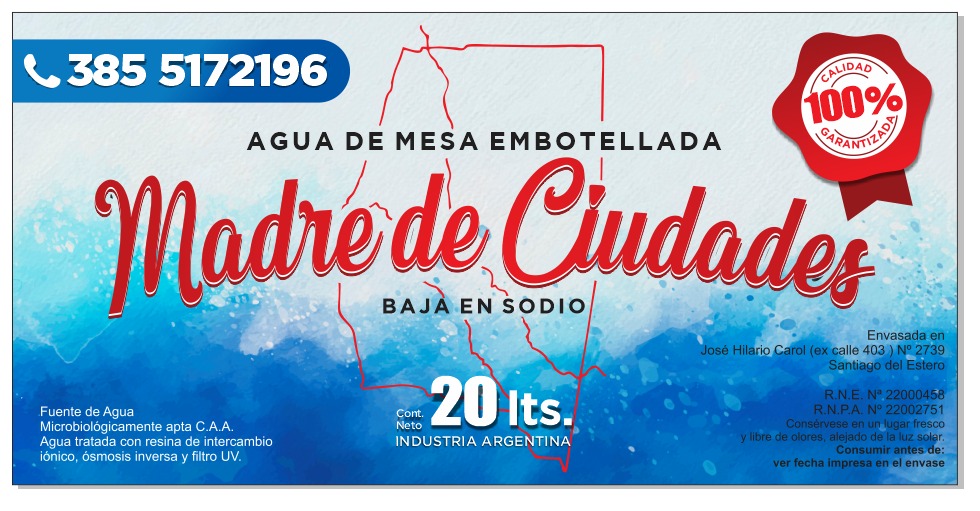 385 5172196
CALIDAD
100%
GARANTIZADA
AGUA DE MESA EMBOTELLADA
Madre de Ciudades
BAJA EN SODIO
Envasada en
José Hilario Carol (ex calle 403 ) Nº 2739
Santiago del Estero
R.N.E. Nº 22000458
R.N.PA. Nº 22002751
Consérvese en un lugar fresco
y libre de olores, alejado de la luz solar.
Consumir antes de:
ver fecha impresa en el envase
Cont.
Neto
20 lts.
INDUSTRIA ARGENTINA
Fuente de Agua
Microbiológicamente apta C.A.A.
Agua tratada con resina de intercambio
iónico, ósmosis inversa y filtro UV.